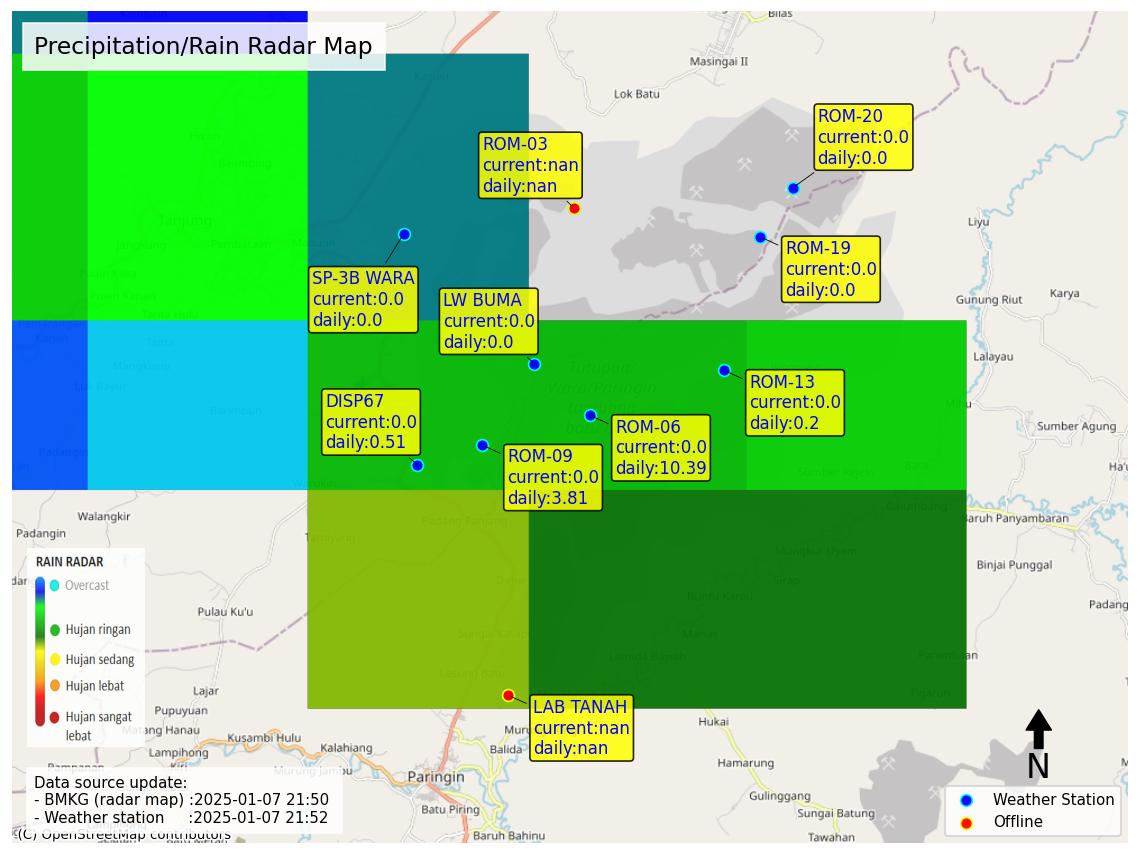 Precipitation/Rain Radar Map
Bilas
Masingai II
Lok Batu
ROM-20
current:0.0
daily:0.0
ROM-03
current:nan
daily:nan
Tanjung
Liyu
ROM-19
current:0.0
daily:0.0
SP-3B WARA
current:0.0
daily:0.0
LW BUMA
current:0.0
daily:0.0
Gunung Riut
Karya
Lalayau
ROM-13
current:0.0
daily:0.2
DISP67
current:0.0
daily:0.51
ROM-06
current:0.0
daily:10.39
Sumber Agung
ROM-09
current:0.0
daily:3.81
Walangkir
Padangin
Baruh Panyambaran
Binjai Punggal
RAIN RADAR
Overcast
Hujan ringan
Hujan sedang
Hujan lebat
Hujan sangat
lebat
Pulau Ku'u
Lajar
Pupuyuan
Matang Hanau
Lampihong
Kusambi Hulu
Kalahiang
Murung Jambu
LAB TANAH
current:nan
daily:nan
Balida
Paringin
Batu Piring
Baruh Bahinu
Hukai
Hamarung
Gulinggang
Sungai Batung
Tawahan
N
Data source update:
- BMKG (radar map) :2025-01-07 21:50
- Weather station :2025-01-07 21:52
(C) OpenStreetMap contributors
Weather Station
Offline